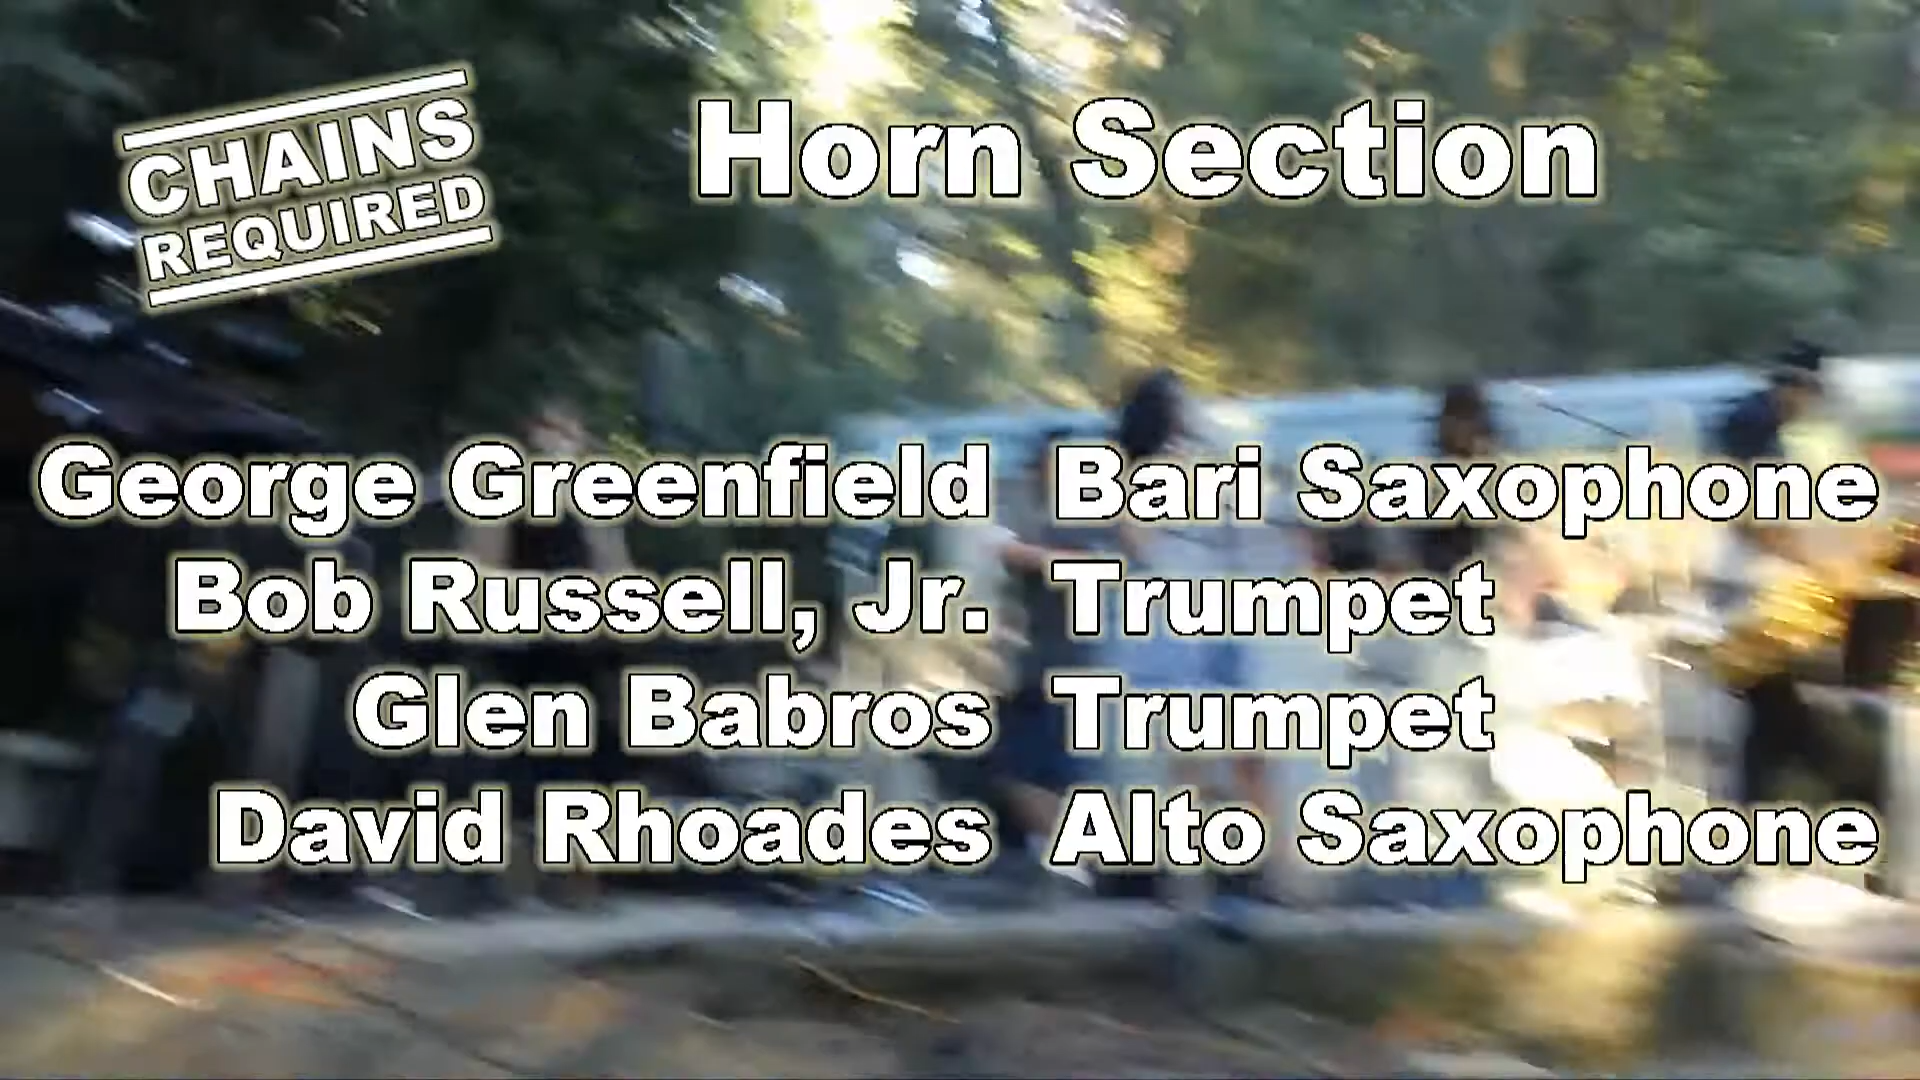 CHAINS
REQUIRED
Horn Section
George Greenfield Bari Saxophone
Bob Russell, Jr. Trumpet
Glen Babros Trumpet
David Rhoades Alto Saxophone